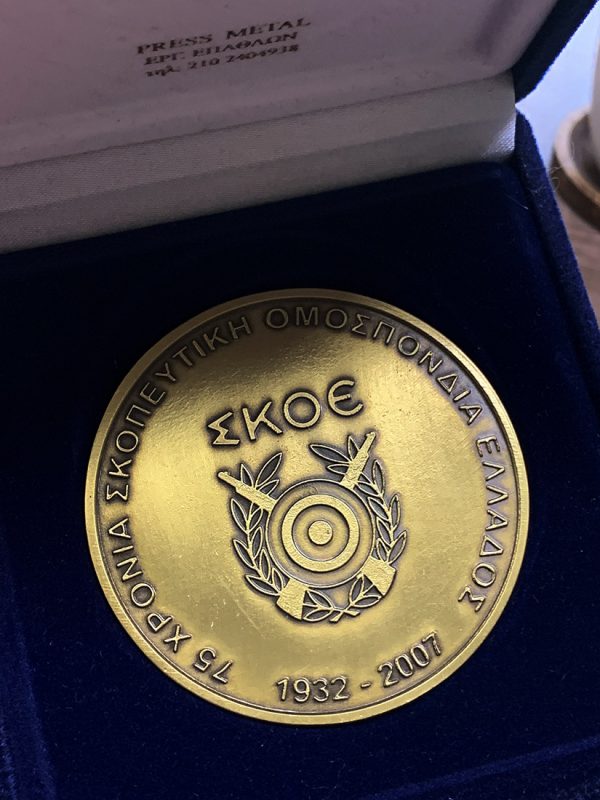 PRESS METAL
ΕΡΓ. ΕΠΑΘΛΩΝ
τηλ. 210 2404938
75 ΧΡΟΝΙΑ ΣΚΟΠΕΥΤΙΚΗ ΟΜΟΣΠΟΝΔΙΑ ΕΛΛΑΔΟΣ
ΣΚΟΕ
1932 - 2007